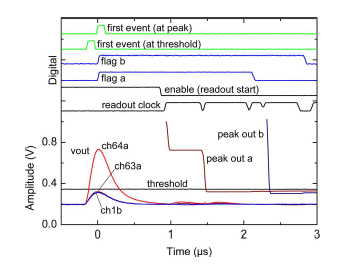 first event (at peak)
first event (at threshold)
flag b
flag a
enable (readout start)
readout clock
Digital
peak out b
peak out a
vout
ch64a
ch63a
threshold
ch1b
0.8
0.4
0.0
Amplitude (V)
0
1
2
3
Time (µs)